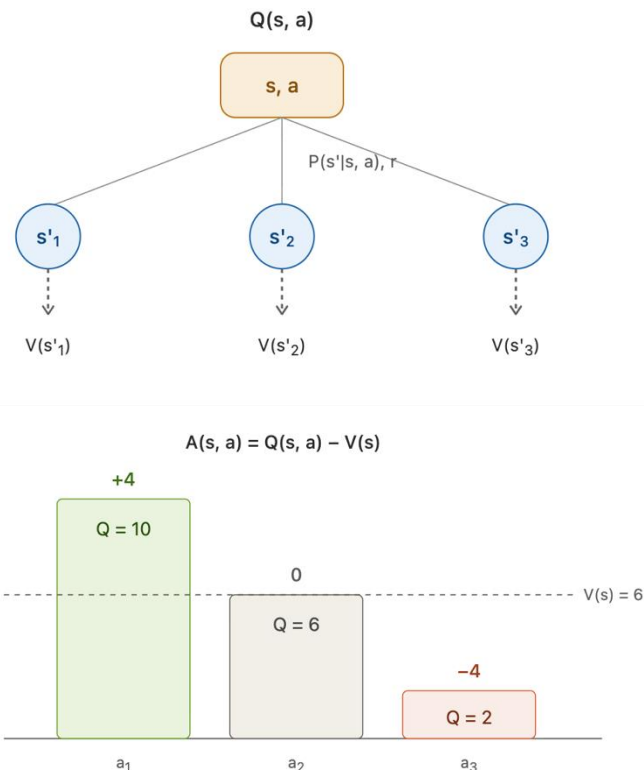 Q(s, a)
s, a
P(s'|s, a), r
s'₁ s'₂ s'₃
V(s'₁) V(s'₂) V(s'₃)
A(s, a) = Q(s, a) − V(s)
+4
Q = 10
0
V(s) = 6
Q = 6
−4
Q = 2
a₁ a₂ a₃